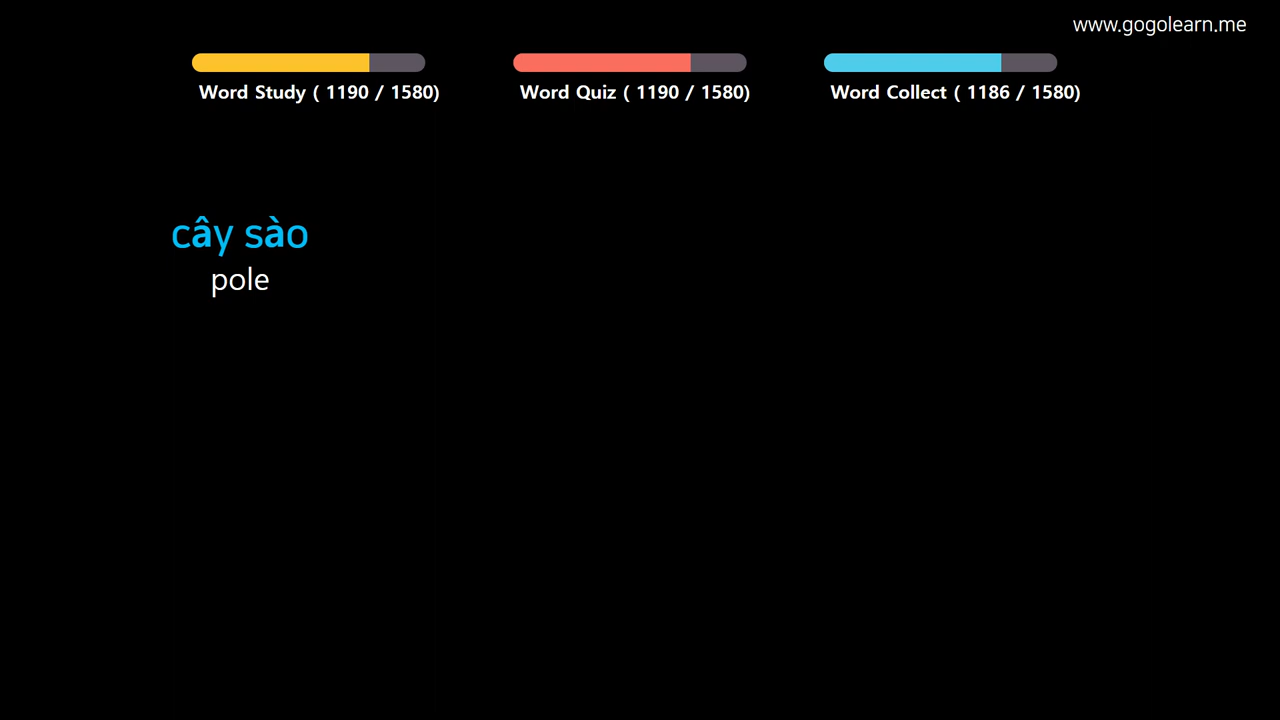 www.gogolearn.me
Word Study ( 1190 / 1580)
Word Quiz ( 1190 / 1580)
Word Collect ( 1186 / 1580)
cây sào
pole